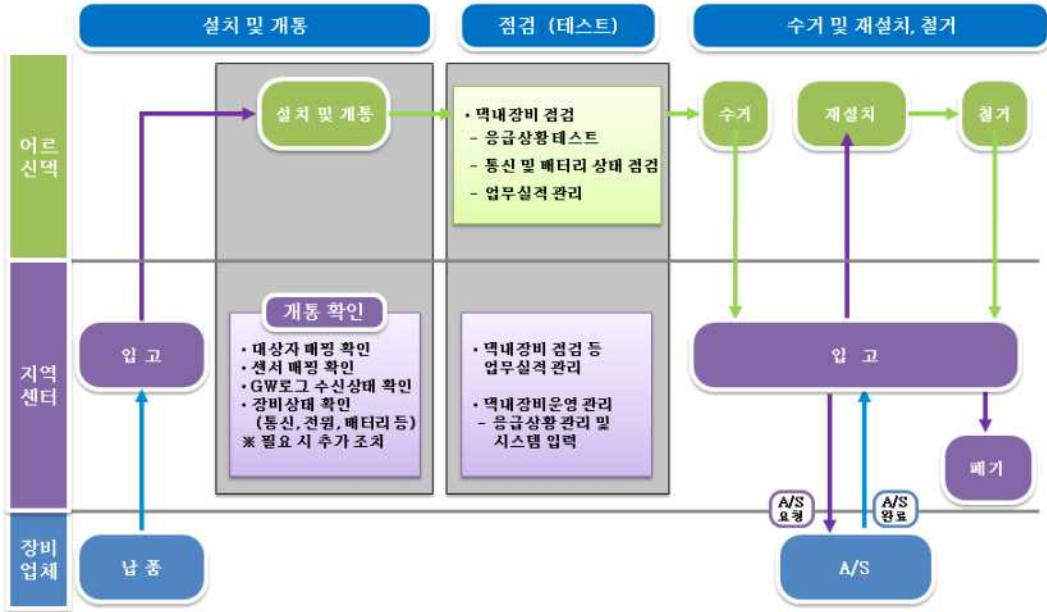 설치 및 개통
점검 (테스트)
수거 및 재설치, 철거
어르
신댁
설치 및 개통
• 댁내장비 점검
- 응급상황테스트
- 통신 및 배터리 상태 점검
- 업무실적 관리
수거
재설치
철거
지역
센터
입 고
개통 확인
• 대상자 매핑 확인
• 센서 매핑 확인
• GW로그 수신상태 확인
• 장비상태 확인
(통신, 전원, 배터리 등)
※ 필요 시 추가 조치
• 댁내장비 점검 등
업무실적 관리
• 댁내장비운영 관리
- 응급상황 관리 및
시스템 입력
입 고
폐기
A/S
요청
A/S
완료
장비
업체
납 품
A/S